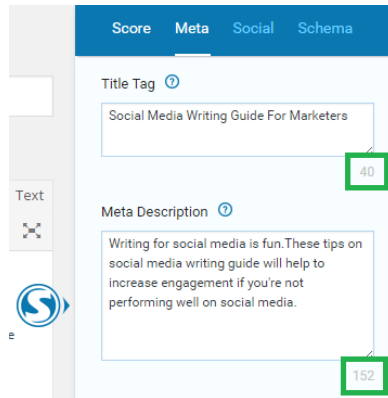 Score Meta Social Schema
Title Tag ?
Social Media Writing Guide For Marketers
40
Text
Meta Description ?
Writing for social media is fun.These tips on
social media writing guide will help to
increase engagement if you're not
performing well on social media.
S
e
152